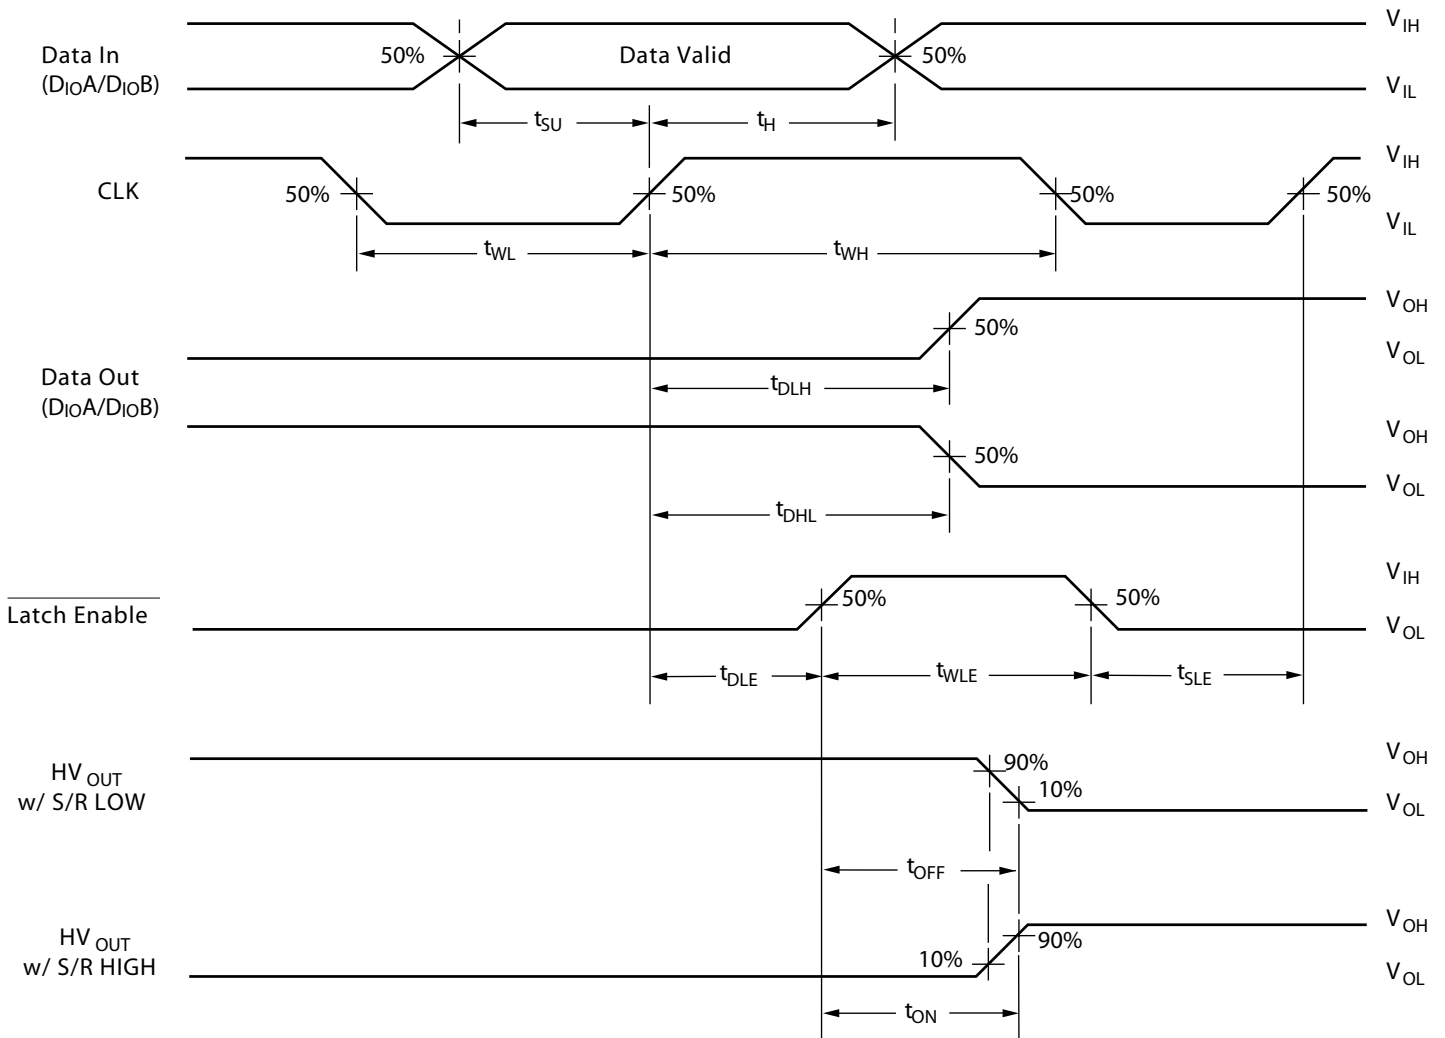 V_IH
Data In
(D_IOA/D_IOB)
50%
Data Valid
50%
V_IL
t_SU
t_H
V_IH
CLK
50%
50%
50%
50%
V_IL
t_WL
t_WH
V_OH
50%
V_OL
Data Out
(D_IOA/D_IOB)
t_DLH
V_OH
50%
V_OL
t_DHL
V_IH
Latch Enable
50%
50%
V_OL
t_DLE
t_WLE
t_SLE
V_OH
HV_OUT
w/ S/R LOW
90%
10%
V_OL
t_OFF
V_OH
HV_OUT
w/ S/R HIGH
90%
10%
V_OL
t_ON